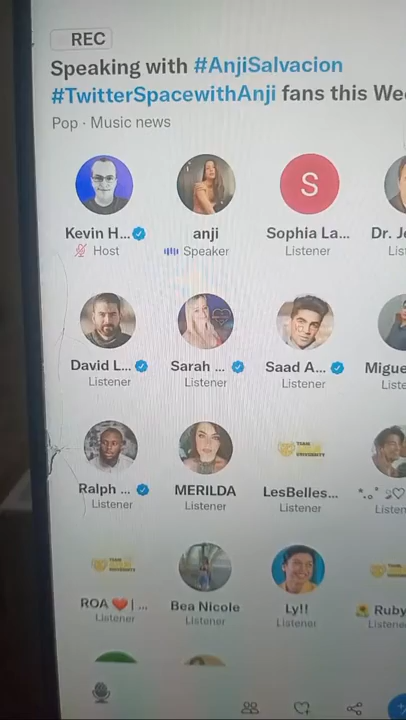 REC
Speaking with #AnjiSalvacion
#TwitterSpacewithAnji fans this We
Pop · Music news
Kevin H... anji Sophia La... Dr. J
Host Speaker Listener List
David L... Sarah ... Saad A... Migue
Listener Listener Listener Liste
Ralph ... MERILDA LesBelles...
Listener Listener Listener Listen
ROA ❤️ | ... Bea Nicole Ly!! 🌻 Ruby
Listener Listener Listener Listene